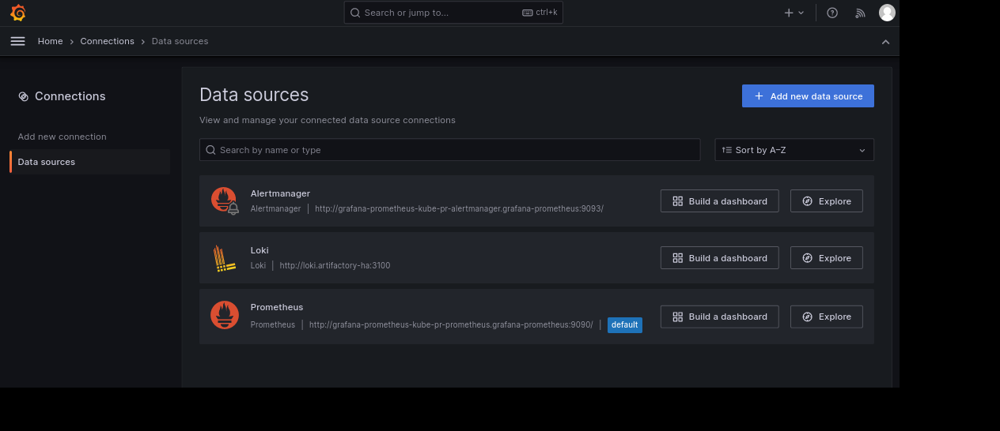 Search or jump to... ctrl+k
Home > Connections > Data sources
Connections
Add new connection
Data sources
Data sources
Add new data source
View and manage your connected data source connections
Search by name or type
Sort by A–Z
Alertmanager
Alertmanager | http://grafana-prometheus-kube-pr-alertmanager.grafana-prometheus:9093/
Build a dashboard
Explore
Loki
Loki | http://loki.artifactory-ha:3100
Build a dashboard
Explore
Prometheus
Prometheus | http://grafana-prometheus-kube-pr-prometheus.grafana-prometheus:9090/ | default
Build a dashboard
Explore